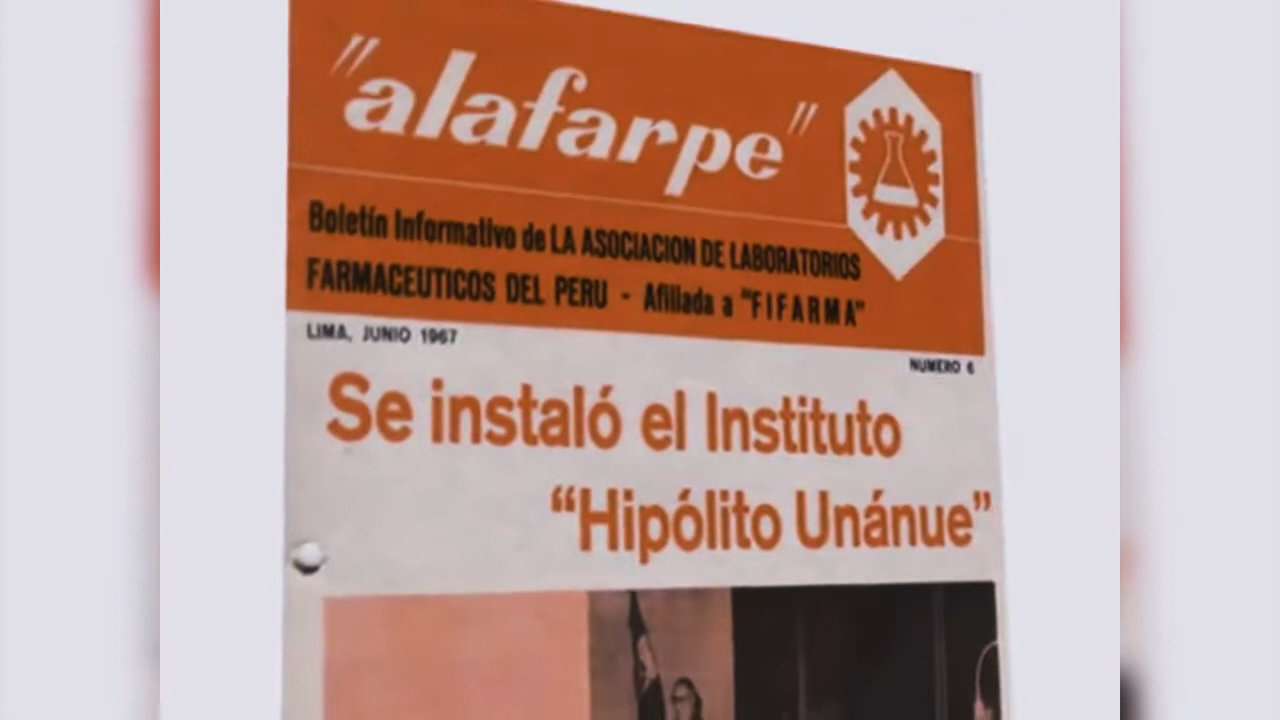 "alafarpe"
Boletín Informativo de LA ASOCIACION DE LABORATORIOS
FARMACEUTICOS DEL PERU - Afiliada a "FIFARMA"
LIMA, JUNIO 1967
NUMERO 6
Se instaló el Instituto
“Hipólito Unánue”